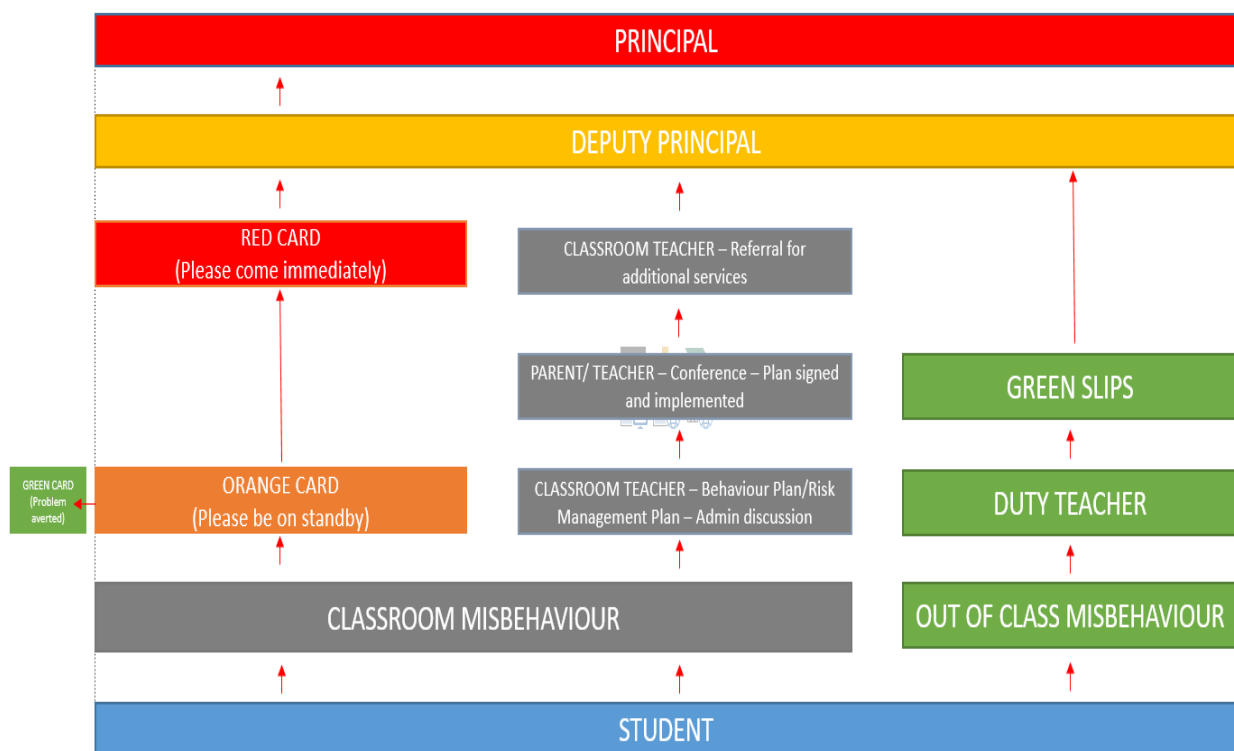 PRINCIPAL
DEPUTY PRINCIPAL
RED CARD
(Please come immediately)
CLASSROOM TEACHER – Referral for
additional services
PARENT/ TEACHER – Conference – Plan signed
and implemented
GREEN SLIPS
GREEN CARD
(Problem
averted)
ORANGE CARD
(Please be on standby)
CLASSROOM TEACHER – Behaviour Plan/Risk
Management Plan – Admin discussion
DUTY TEACHER
CLASSROOM MISBEHAVIOUR
OUT OF CLASS MISBEHAVIOUR
STUDENT